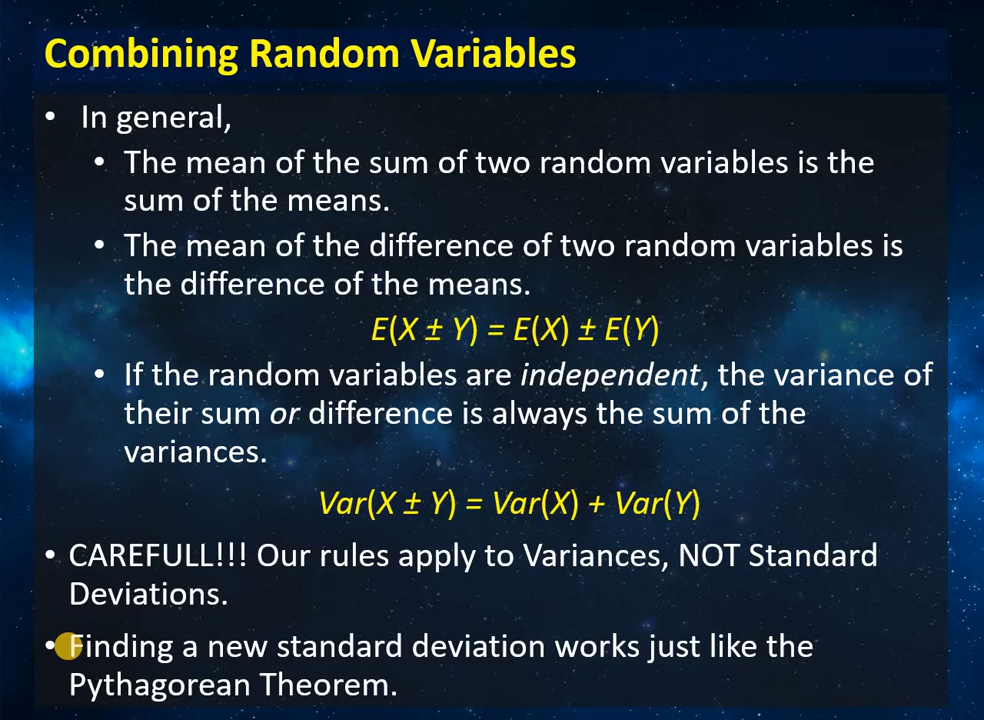 Combining Random Variables
• In general,
• The mean of the sum of two random variables is the
sum of the means.
• The mean of the difference of two random variables is
the difference of the means.
E(X ± Y) = E(X) ± E(Y)
• If the random variables are independent, the variance of
their sum or difference is always the sum of the
variances.
Var(X ± Y) = Var(X) + Var(Y)
• CAREFULL!!! Our rules apply to Variances, NOT Standard
Deviations.
• Finding a new standard deviation works just like the
Pythagorean Theorem.